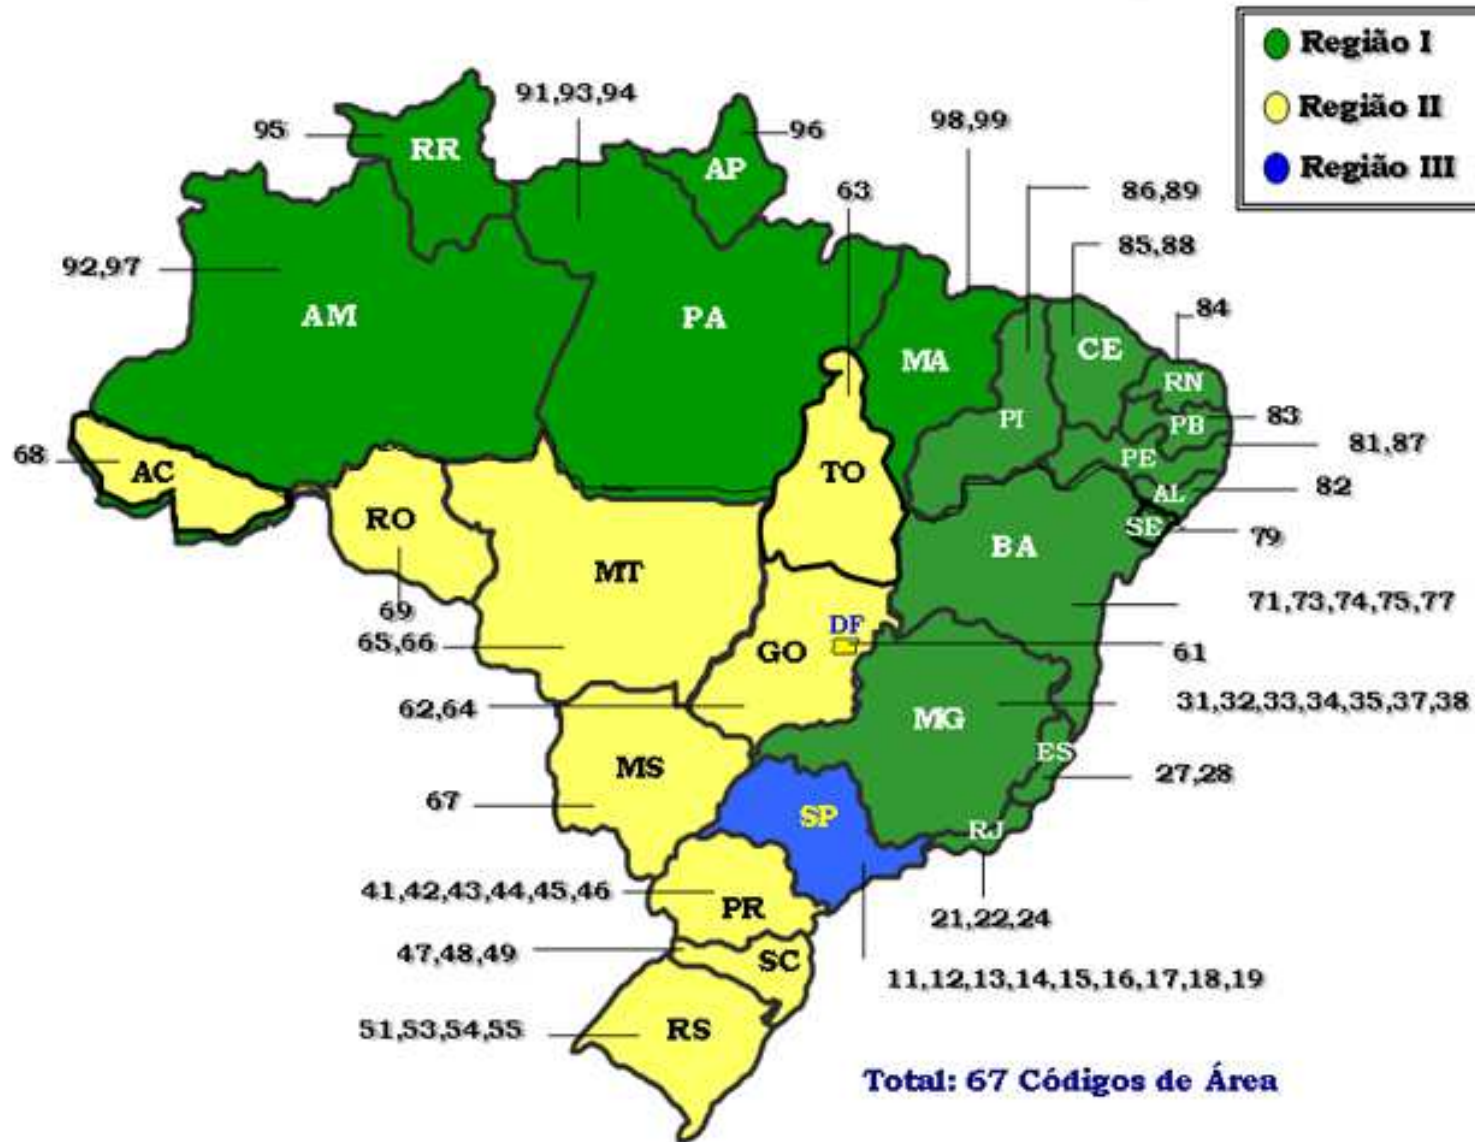 Região I
Região II
Região III
91,93,94
95
RR
AP
96
98,99
63
86,89
85,88
92,97
AM
PA
MA
CE
84
RN
PI
PB
83
81,87
68
AC
TO
PE
AL
82
RO
BA
SE
79
MT
69
71,73,74,75,77
65,66
DF
GO
61
62,64
MG
31,32,33,34,35,37,38
ES
MS
27,28
67
SP
RJ
41,42,43,44,45,46
PR
21,22,24
47,48,49
SC
11,12,13,14,15,16,17,18,19
51,53,54,55
RS
Total: 67 Códigos de Área